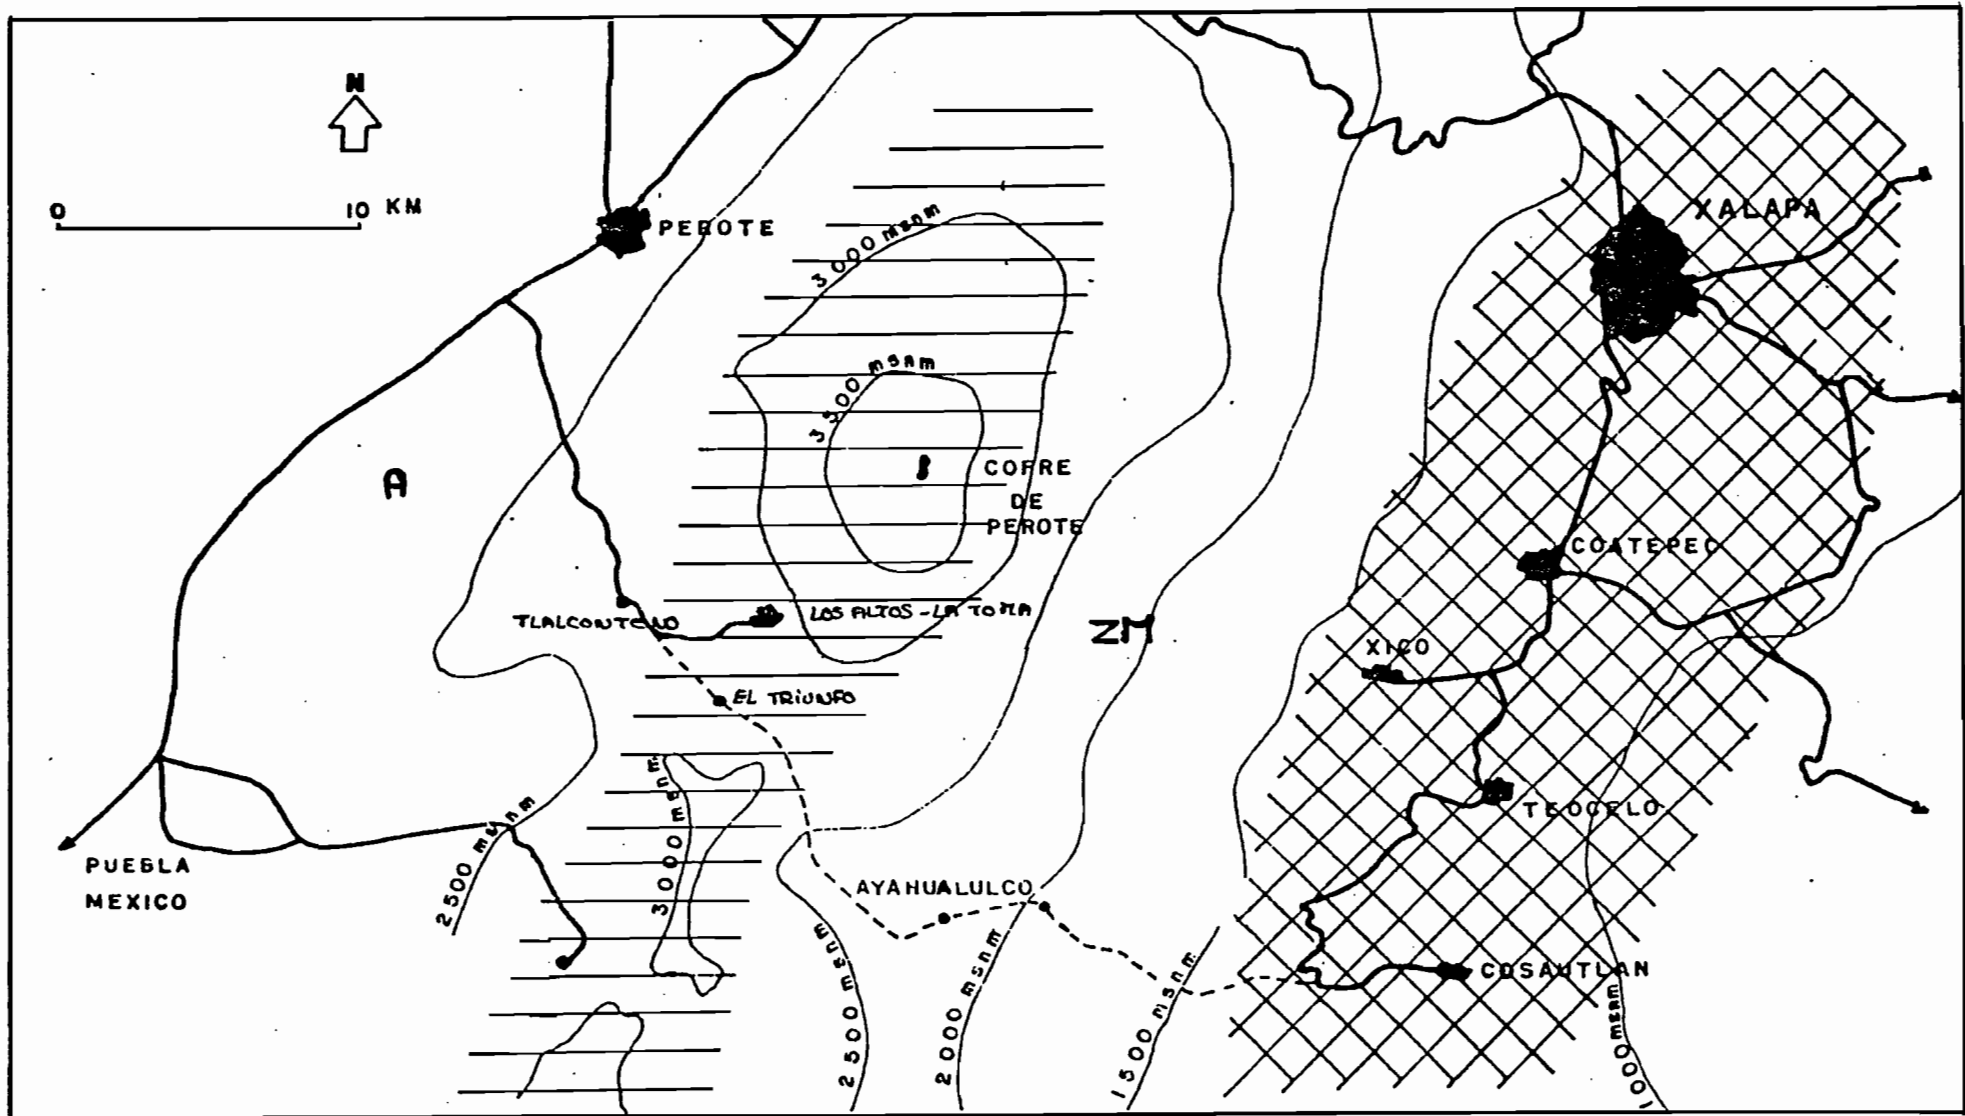 N
0 10 KM
PEROTE
XALAPA
3000 msnm
3500 msnm
COFRE
DE
PEROTE
A
COATEPEC
TLALCONTENO
LOS ALTOS - LA TOMA
ZM
XICO
EL TRIUNFO
TEOCELO
PUEBLA
MEXICO
2500 msnm
3000 msnm
AYAHUALULCO
COSAUTLAN
2500 msnm
2000 msnm
1500 msnm
1000 msnm